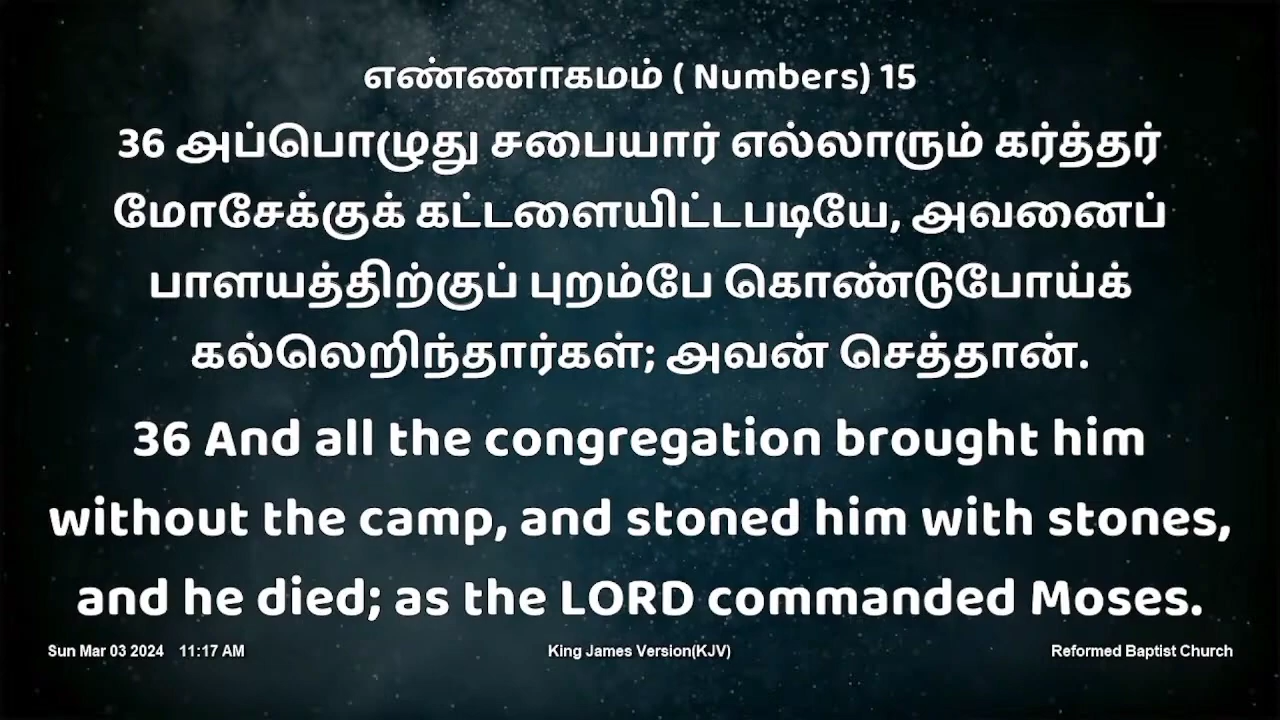 எண்ணாகமம் ( Numbers) 15
36 அப்பொழுது சபையார் எல்லாரும் கர்த்தர்
மோசேக்குக் கட்டளையிட்டபடியே, அவனைப்
பாளயத்திற்குப் புறம்பே கொண்டுபோய்க்
கல்லெறிந்தார்கள்; அவன் செத்தான்.
36 And all the congregation brought him
without the camp, and stoned him with stones,
and he died; as the LORD commanded Moses.
Sun Mar 03 2024 11:17 AM King James Version(KJV) Reformed Baptist Church